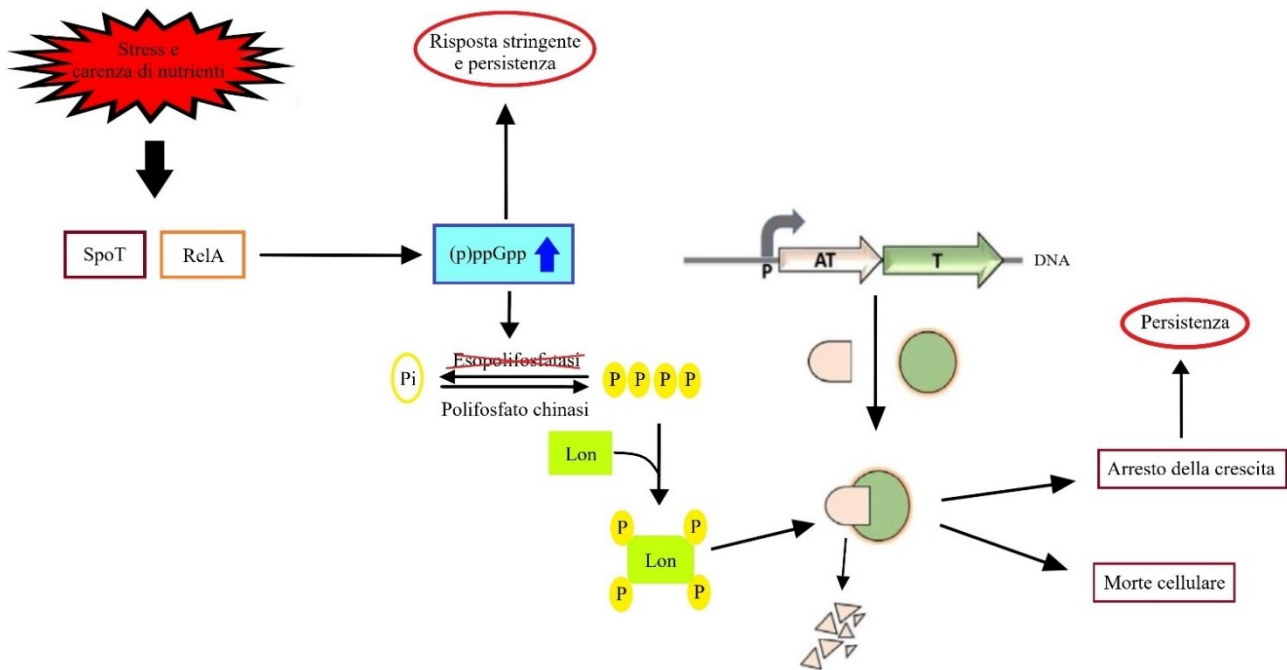 Stress e
carenza di nutrienti
Risposta stringente
e persistenza
SpoT
RelA
(p)ppGpp
P
AT
T
DNA
Persistenza
Esopolifosfatasi
Pi
P
P
P
P
Polifosfato chinasi
Lon
Arresto della crescita
P
P
Lon
P
P
Morte cellulare